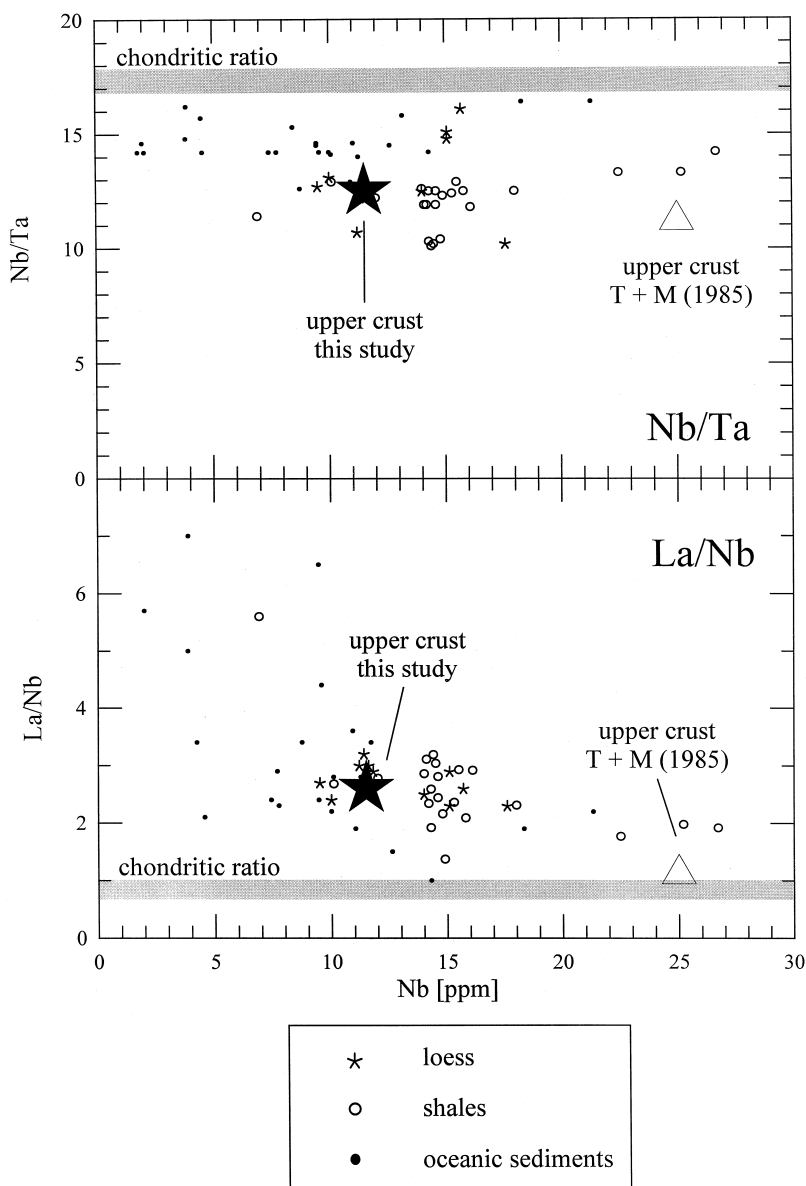 20
chondritic ratio
15
Nb/Ta
10
upper crust
T + M (1985)
upper crust
this study
5
Nb/Ta
0
La/Nb
6
upper crust
this study
La/Nb
4
upper crust
T + M (1985)
2
chondritic ratio
0
0 5 10 15 20 25 30
Nb [ppm]
loess
shales
oceanic sediments